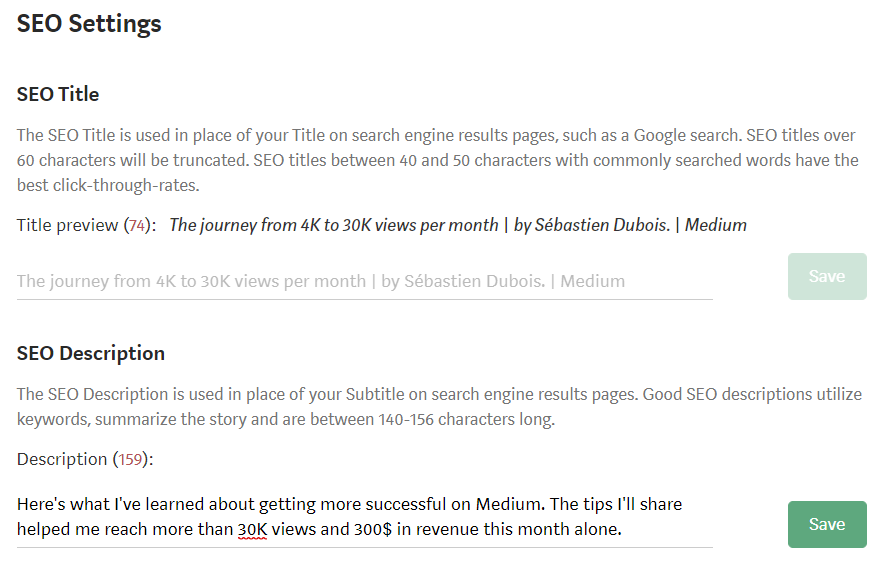 SEO Settings
SEO Title
The SEO Title is used in place of your Title on search engine results pages, such as a Google search. SEO titles over
60 characters will be truncated. SEO titles between 40 and 50 characters with commonly searched words have the
best click-through-rates.
Title preview (74): The journey from 4K to 30K views per month | by Sébastien Dubois. | Medium
The journey from 4K to 30K views per month | by Sébastien Dubois. | Medium
Save
SEO Description
The SEO Description is used in place of your Subtitle on search engine results pages. Good SEO descriptions utilize
keywords, summarize the story and are between 140-156 characters long.
Description (159):
Here's what I've learned about getting more successful on Medium. The tips I'll share
helped me reach more than 30K views and 300$ in revenue this month alone.
Save